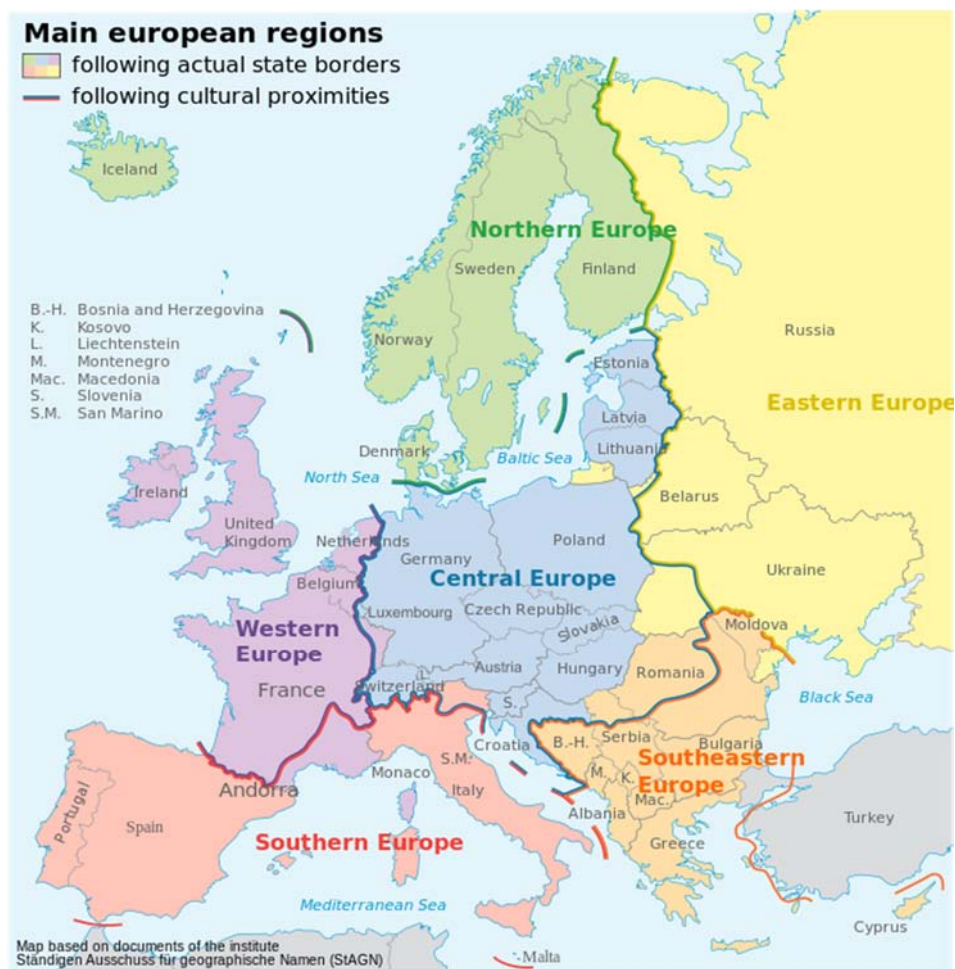 Main european regions
following actual state borders
following cultural proximities
Iceland
Northern Europe
Sweden
Finland
B.-H. Bosnia and Herzegovina
K. Kosovo
L. Liechtenstein
M. Montenegro
Mac. Macedonia
S. Slovenia
S.M. San Marino
Norway
Russia
Estonia
Eastern Europe
Latvia
Lithuania
Denmark
Baltic Sea
North Sea
Ireland
Belarus
United
Kingdom
Netherlands
Germany
Poland
Belgium
Central Europe
Ukraine
Luxembourg
Czech Republic
Slovakia
Moldova
Western
Europe
France
Austria
Hungary
Romania
L.
Switzerland
S.
Black Sea
Croatia
B.-H.
Serbia
Bulgaria
S.M.
Monaco
Italy
Andorra
M.
K.
Southeastern
Europe
Mac.
Portugal
Spain
Albania
Turkey
Southern Europe
Greece
Mediterranean Sea
Cyprus
Malta
Map based on documents of the institute
Ständigen Ausschuss für geographische Namen (StAGN)